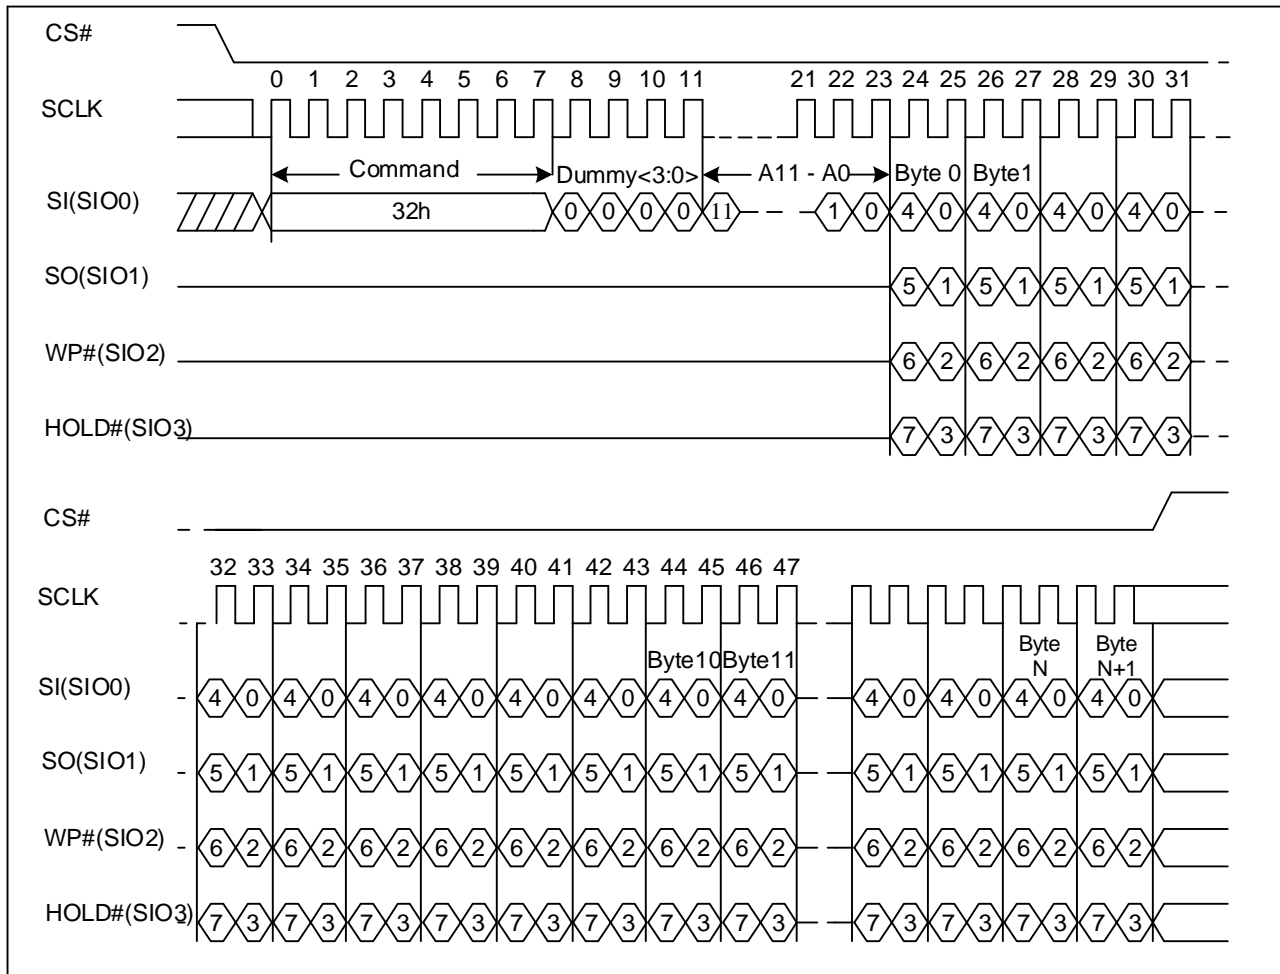 CS#
0 1 2 3 4 5 6 7 8 9 10 11 21 22 23 24 25 26 27 28 29 30 31
SCLK
Command Dummy<3:0> A11 - A0 Byte 0 Byte1
SI(SIO0) 32h 0 0 0 0 11 1 0 4 0 4 0 4 0 4 0
SO(SIO1) 5 1 5 1 5 1 5 1
WP#(SIO2) 6 2 6 2 6 2 6 2
HOLD#(SIO3) 7 3 7 3 7 3 7 3
CS#
32 33 34 35 36 37 38 39 40 41 42 43 44 45 46 47
SCLK
Byte10 Byte11 Byte N Byte N+1
SI(SIO0) 4 0 4 0 4 0 4 0 4 0 4 0 4 0 4 0 4 0 4 0 4 0 4 0
SO(SIO1) 5 1 5 1 5 1 5 1 5 1 5 1 5 1 5 1 5 1 5 1 5 1 5 1
WP#(SIO2) 6 2 6 2 6 2 6 2 6 2 6 2 6 2 6 2 6 2 6 2 6 2 6 2
HOLD#(SIO3) 7 3 7 3 7 3 7 3 7 3 7 3 7 3 7 3 7 3 7 3 7 3 7 3